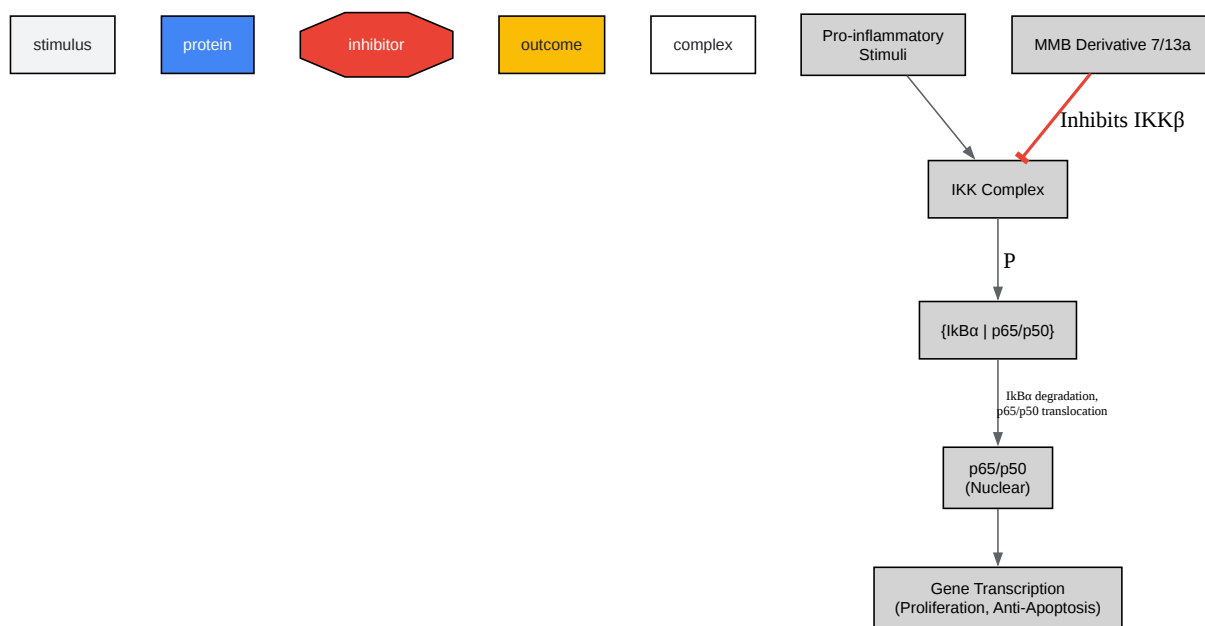 stimulus
protein
inhibitor
outcome
complex
Pro-inflammatory
Stimuli
MMB Derivative 7/13a
Inhibits IKKβ
IKK Complex
P
{IkBα | p65/p50}
IkBα degradation,
p65/p50 translocation
p65/p50
(Nuclear)
Gene Transcription
(Proliferation, Anti-Apoptosis)